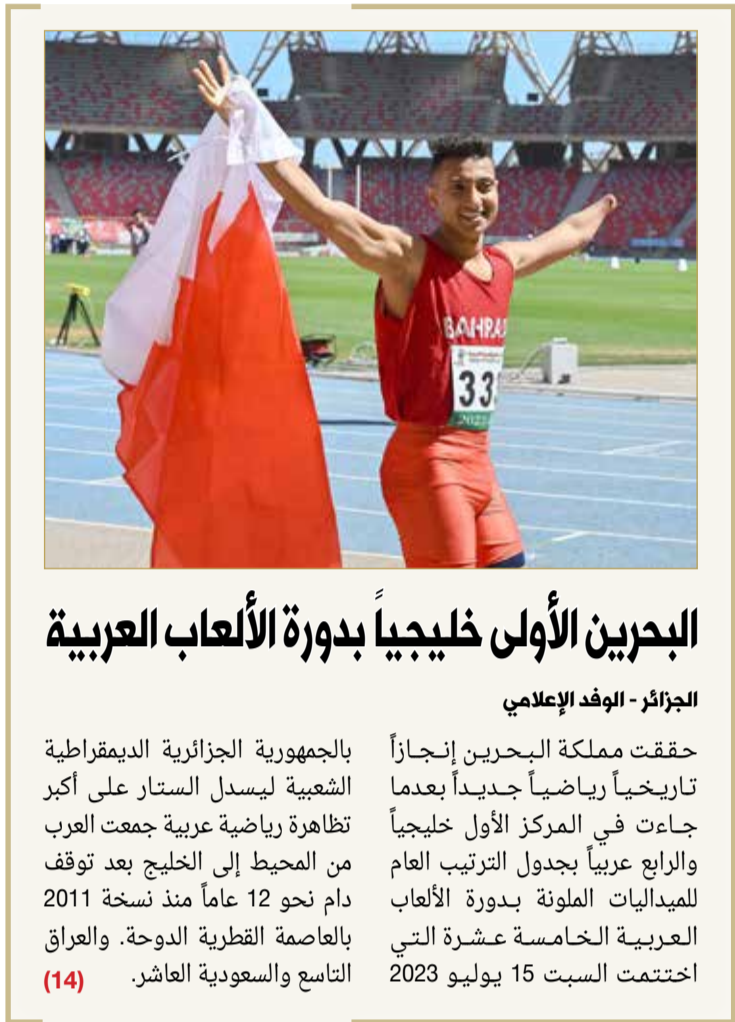 BAHRA
33
2023
البحرين الأولى خليجياً بدورة الألعاب العربية
الجزائر - الوفد الإعلامي
حققت مملكة البحرين إنجازاً
تاريخياً رياضياً جديداً بعدما
جاءت في المركز الأول خليجياً
والرابع عربياً بجدول الترتيب العام
للميداليات الملونة بدورة الألعاب
العربية الخامسة عشرة التي
اختتمت السبت 15 يوليو 2023
بالجمهورية الجزائرية الديمقراطية
الشعبية ليسدل الستار على أكبر
تظاهرة رياضية عربية جمعت العرب
من المحيط إلى الخليج بعد توقف
دام نحو 12 عاماً منذ نسخة 2011
بالعاصمة القطرية الدوحة. والعراق
التاسع والسعودية العاشر.
(14)